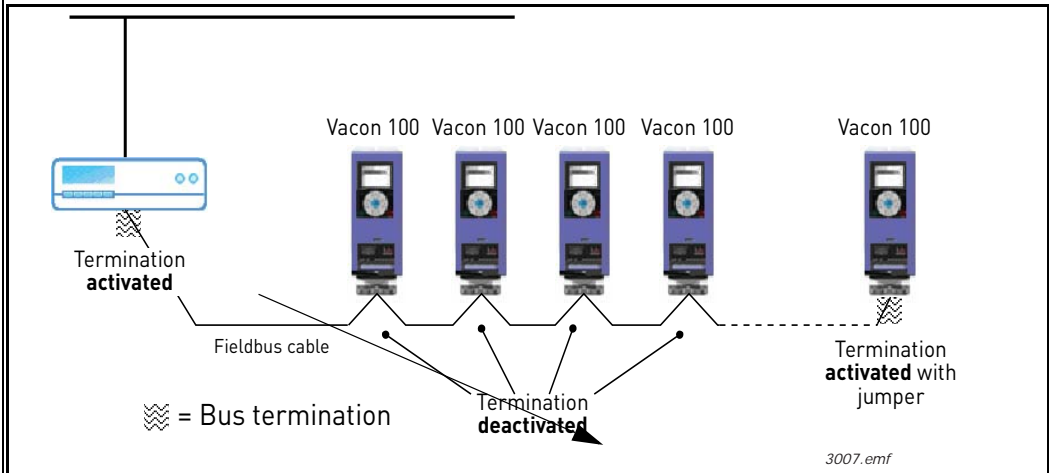 Vacon 100 Vacon 100 Vacon 100 Vacon 100 Vacon 100
Termination
activated
Fieldbus cable
Termination
deactivated
Termination
activated with
jumper
= Bus termination
3007.emf